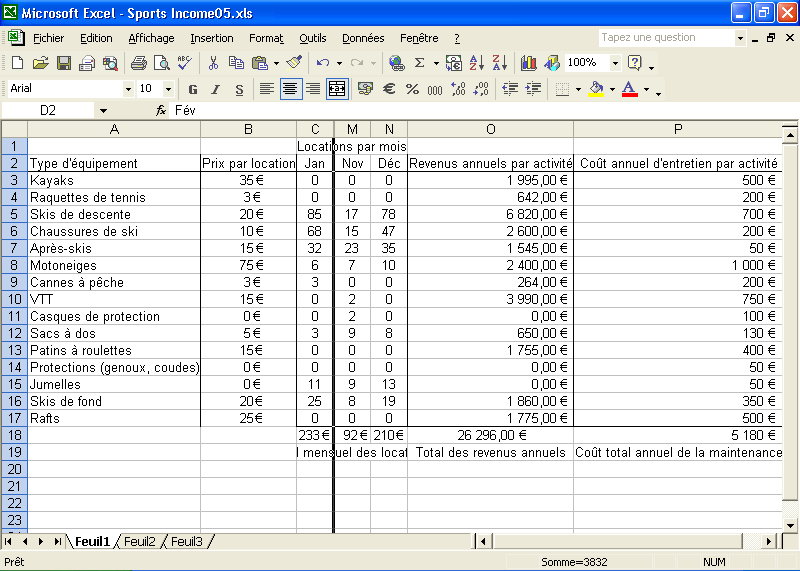 Microsoft Excel - Sports Income05.xls
Fichier Edition Affichage Insertion Format Outils Données Fenêtre ? Tapez une question
100%
Arial 10 G I S € % 000
D2 fx Fév
A B C M N O P
1 Locations par mois
2 Type d'équipement Prix par location Jan Nov Déc Revenus annuels par activité Coût annuel d'entretien par activité
3 Kayaks 35 € 0 0 0 1 995,00 € 500 €
4 Raquettes de tennis 3 € 0 0 0 642,00 € 200 €
5 Skis de descente 20 € 85 17 78 6 820,00 € 700 €
6 Chaussures de ski 10 € 68 15 47 2 600,00 € 200 €
7 Après-skis 15 € 32 23 35 1 545,00 € 50 €
8 Motoneiges 75 € 6 7 10 2 400,00 € 1 000 €
9 Cannes à pêche 3 € 3 0 0 264,00 € 200 €
10 VTT 15 € 0 2 0 3 990,00 € 750 €
11 Casques de protection 0 € 0 2 0 0,00 € 100 €
12 Sacs à dos 5 € 3 9 8 650,00 € 130 €
13 Patins à roulettes 15 € 0 0 0 1 755,00 € 400 €
14 Protections (genoux, coudes) 0 € 0 0 0 0,00 € 50 €
15 Jumelles 0 € 11 9 13 0,00 € 50 €
16 Skis de fond 20 € 25 8 19 1 860,00 € 350 €
17 Rafts 25 € 0 0 0 1 775,00 € 500 €
18 233 € 92 € 210 € 26 296,00 € 5 180 €
19 l mensuel des locat Total des revenus annuels Coût total annuel de la maintenance
20
21
22
23
Feuil1 Feuil2 Feuil3
Prêt Somme=3832 NUM